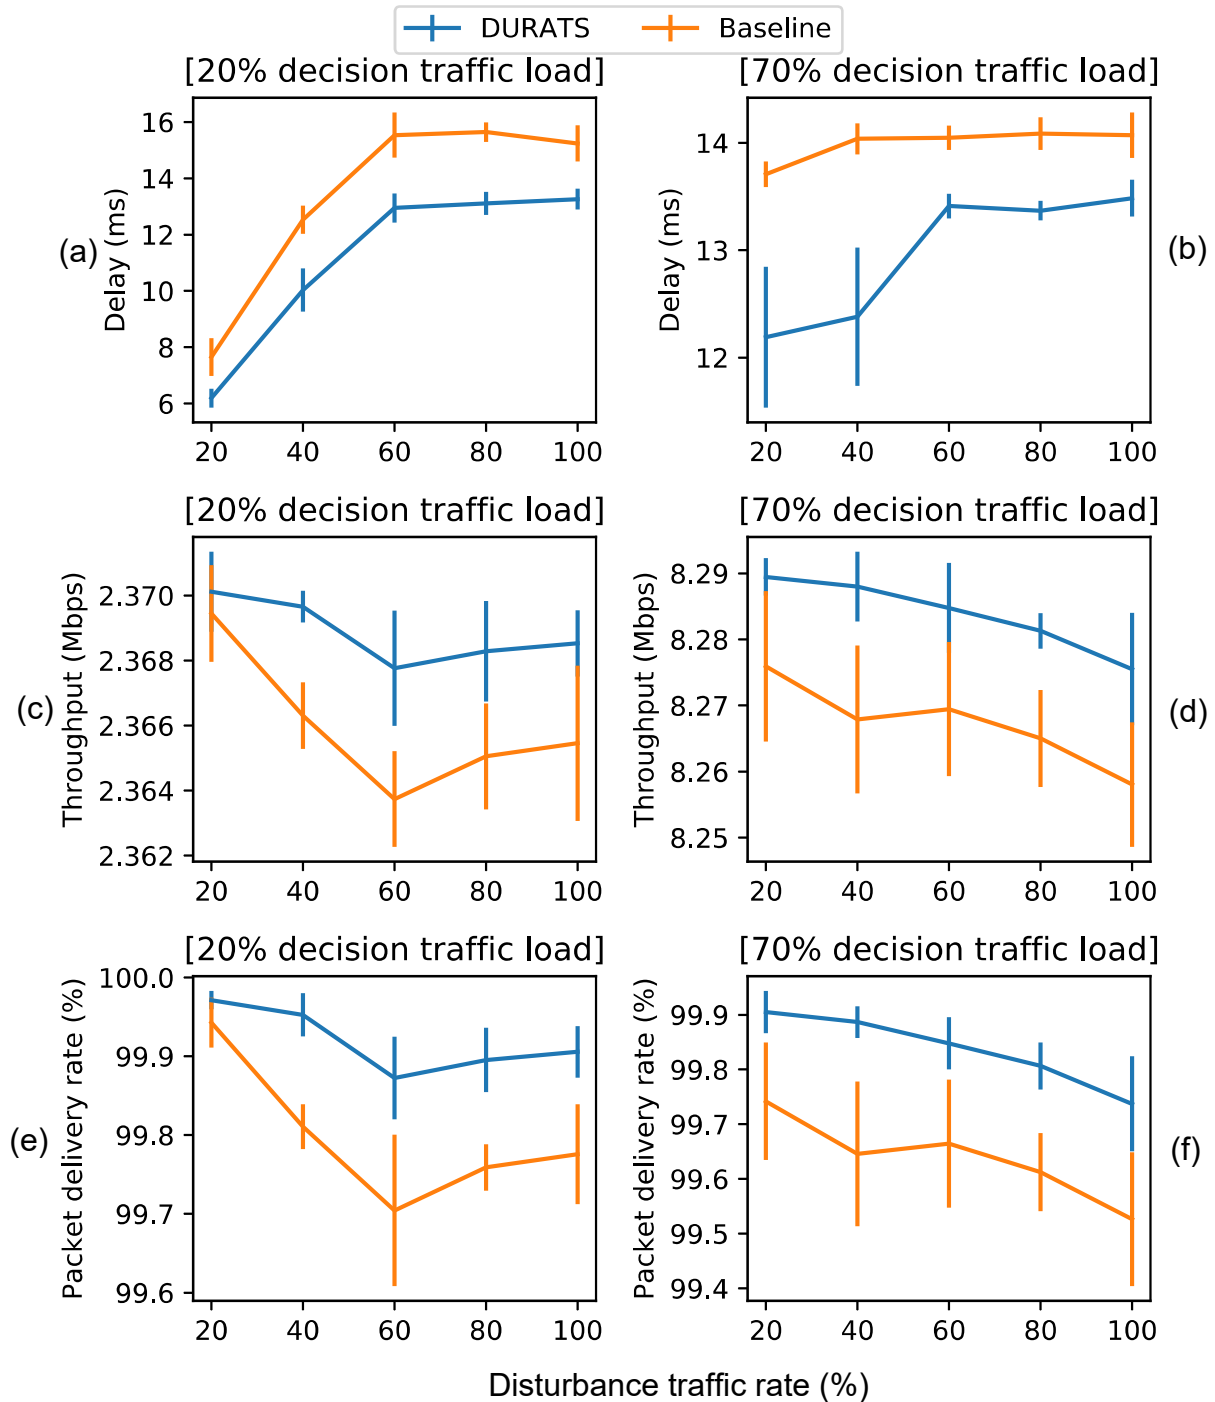 DURATS Baseline
[20% decision traffic load] [70% decision traffic load]
(a)
Delay (ms)
16
14
12
10
8
6
20 40 60 80 100
Delay (ms)
14
13
12
20 40 60 80 100
(b)
[20% decision traffic load] [70% decision traffic load]
(c)
Throughput (Mbps)
2.370
2.368
2.366
2.364
2.362
20 40 60 80 100
Throughput (Mbps)
8.29
8.28
8.27
8.26
8.25
20 40 60 80 100
(d)
[20% decision traffic load] [70% decision traffic load]
(e)
Packet delivery rate (%)
100.0
99.9
99.8
99.7
99.6
20 40 60 80 100
Packet delivery rate (%)
99.9
99.8
99.7
99.6
99.5
99.4
20 40 60 80 100
(f)
Disturbance traffic rate (%)